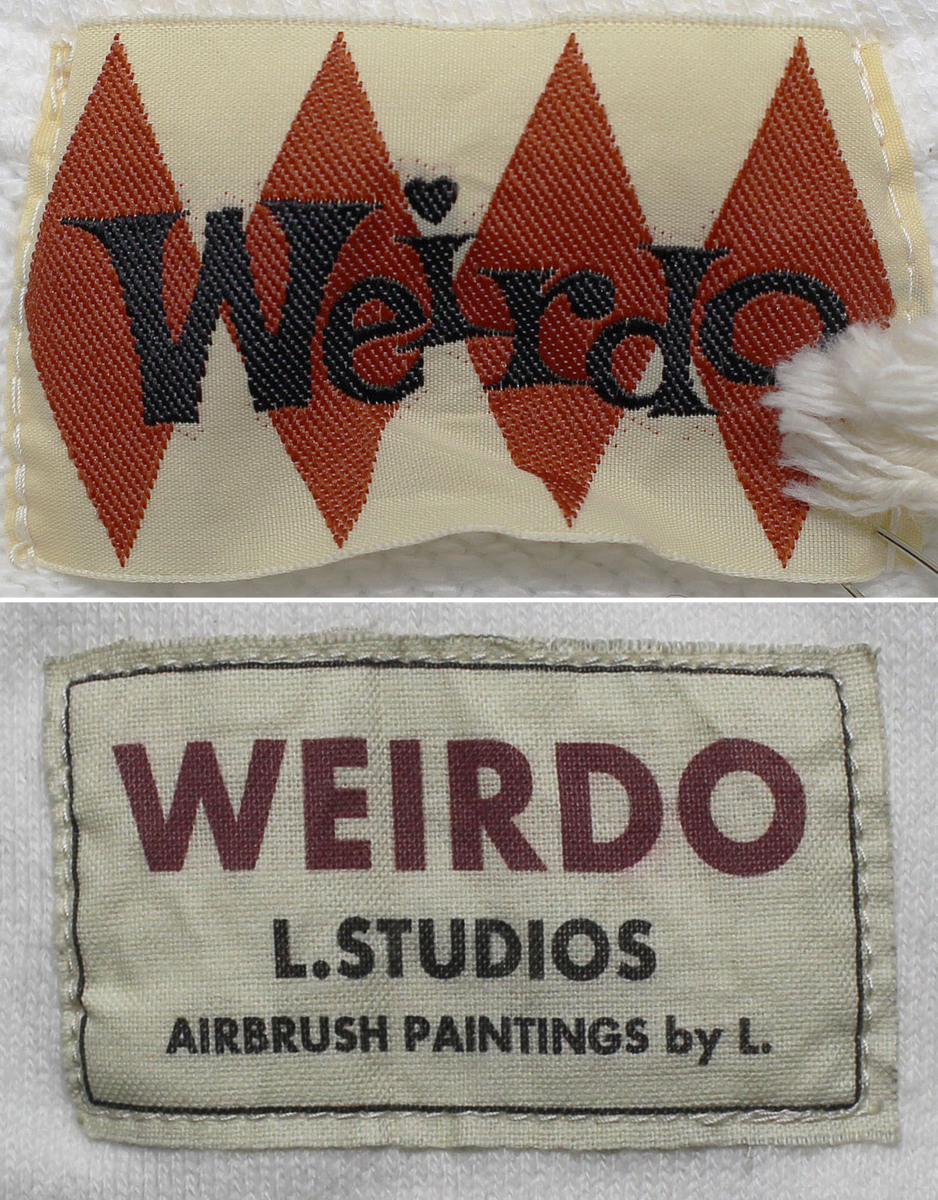 Weirdo
WEIRDO
L.STUDIOS
AIRBRUSH PAINTINGS by L.